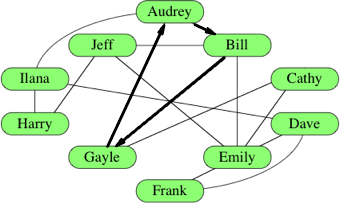 Audrey
Jeff Bill
Ilana Cathy
Harry Dave
Gayle Emily
Frank